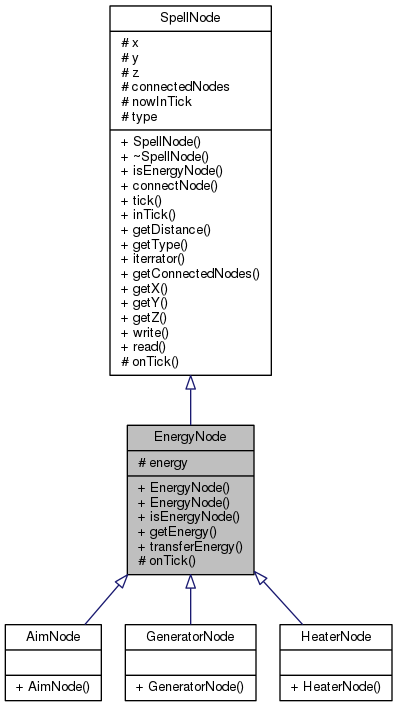 SpellNode
# x
# y
# z
# connectedNodes
# nowInTick
# type
+ SpellNode()
+ ~SpellNode()
+ isEnergyNode()
+ connectNode()
+ tick()
+ inTick()
+ getDistance()
+ getType()
+ iterrator()
+ getConnectedNodes()
+ getX()
+ getY()
+ getZ()
+ write()
+ read()
# onTick()
EnergyNode
# energy
+ EnergyNode()
+ EnergyNode()
+ isEnergyNode()
+ getEnergy()
+ transferEnergy()
# onTick()
AimNode
+ AimNode()
GeneratorNode
+ GeneratorNode()
HeaterNode
+ HeaterNode()